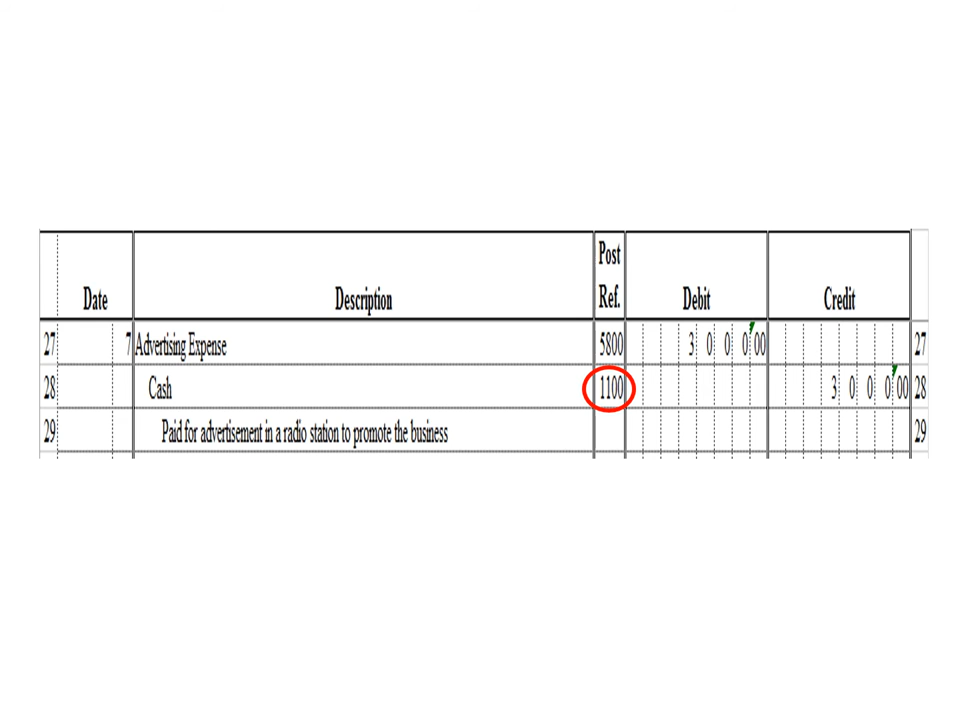 Date Description Post Ref. Debit Credit
27 7 Advertising Expense 5800 3 0 0 0 00 27
28 Cash 1100 3 0 0 0 00 28
29 Paid for advertisement in a radio station to promote the business 29